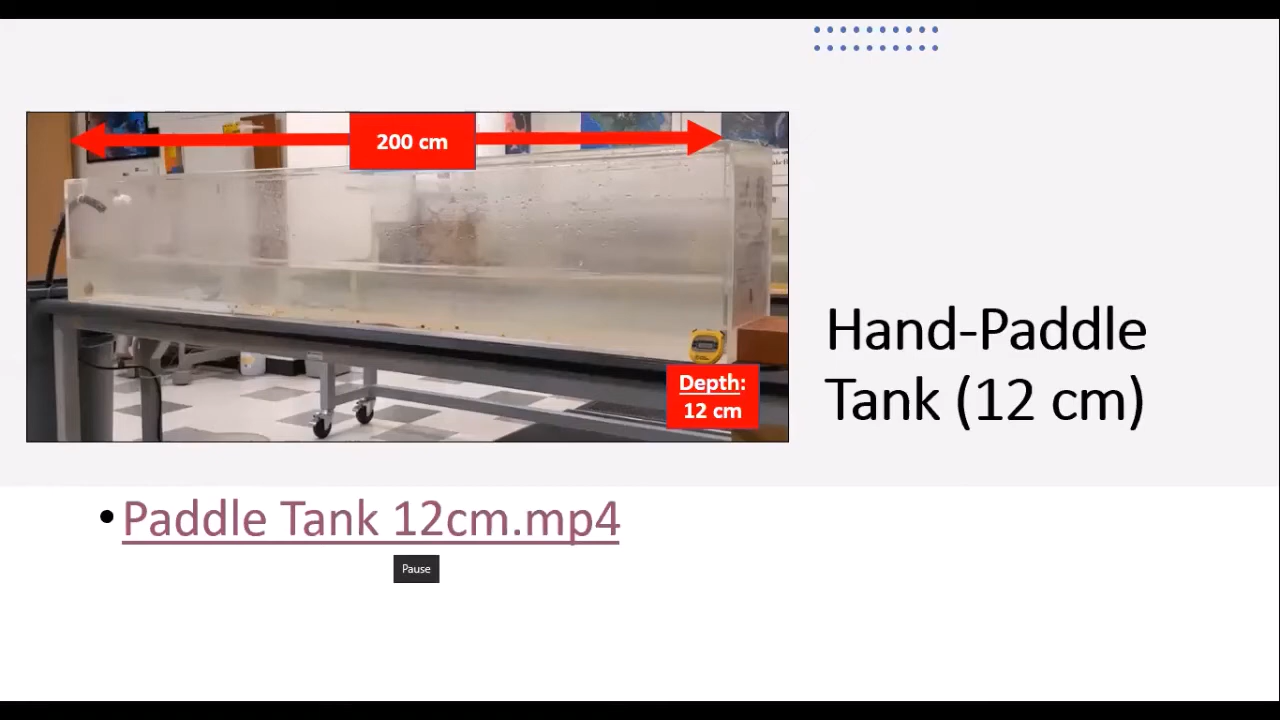 200 cm
Depth:
12 cm
Hand-Paddle
Tank (12 cm)
• Paddle Tank 12cm.mp4
Pause